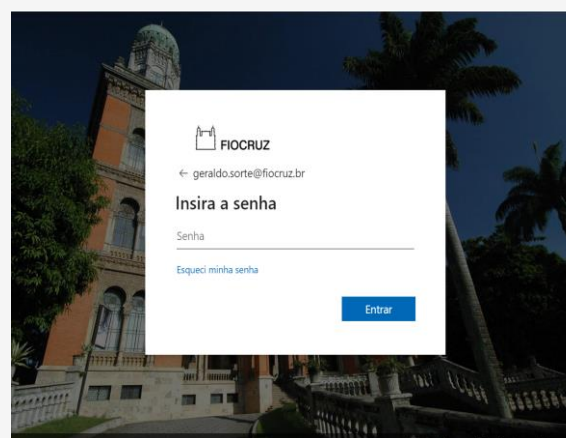 FIOCRUZ
← geraldo.sorte@fiocruz.br
Insira a senha
Senha
Esqueci minha senha
Entrar